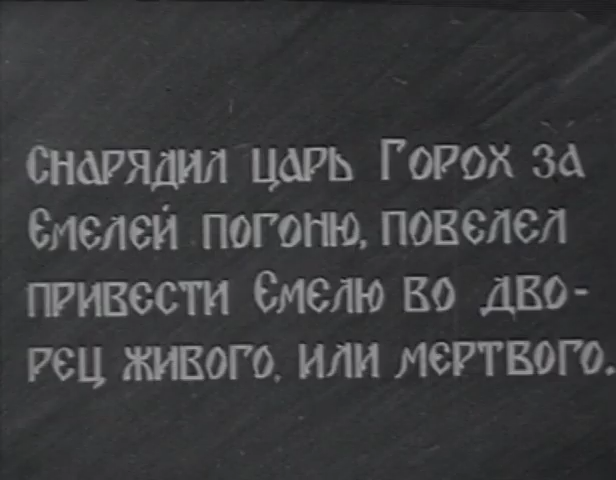 Снарядил царь Горох за
Емелей погоню, повелел
привести Емелю во дво-
рец живого, или мертвого.